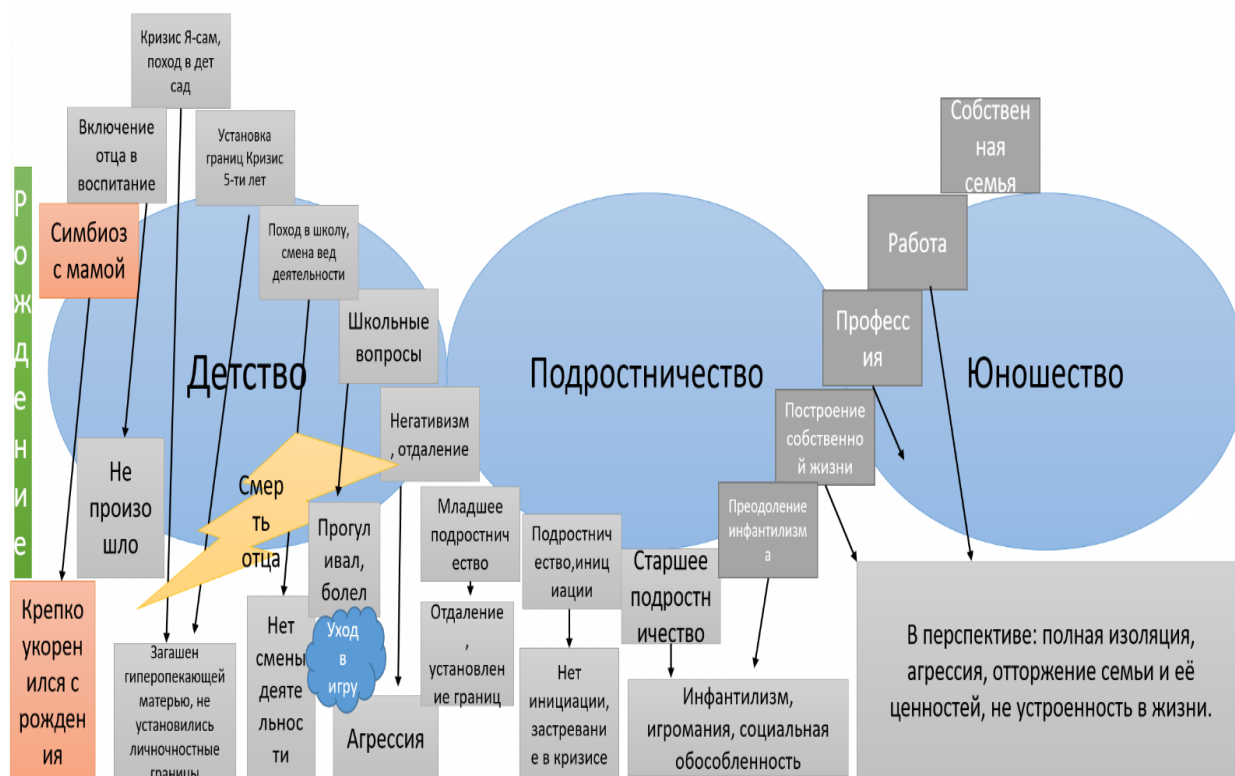 Рождение
Кризис Я-сам,
поход в дет
сад
Включение
отца в
воспитание
Симбиоз
с мамой
Установка
границ Кризис
5-ти лет
Поход в школу,
смена вед
деятельности
Школьные
вопросы
Негативизм
, отдаление
Детство
Подростничество
Юношество
Собствен
ная
семья
Работа
Професс
ия
Построение
собственно
й жизни
Преодоление
инфантилизм
а
Не
произо
шло
Смер
ть
отца
Прогул
ивал,
болел
Уход
в
игру
Младшее
подростнич
ество
Подростнич
ество,иниц
иации
Старшее
подростн
ичество
Крепко
укорен
ился с
рожден
ия
Загашен
гиперопекающей
матерью, не
установились
личночностные
границы
Нет
смены
деяте
льнос
ти
Агрессия
Отдаление
,
установлен
ие границ
Нет
инициации,
застревани
е в кризисе
Инфантилизм,
игромания, социальная
обособленность
В перспективе: полная изоляция,
агрессия, отторжение семьи и её
ценностей, не устроенность в жизни.